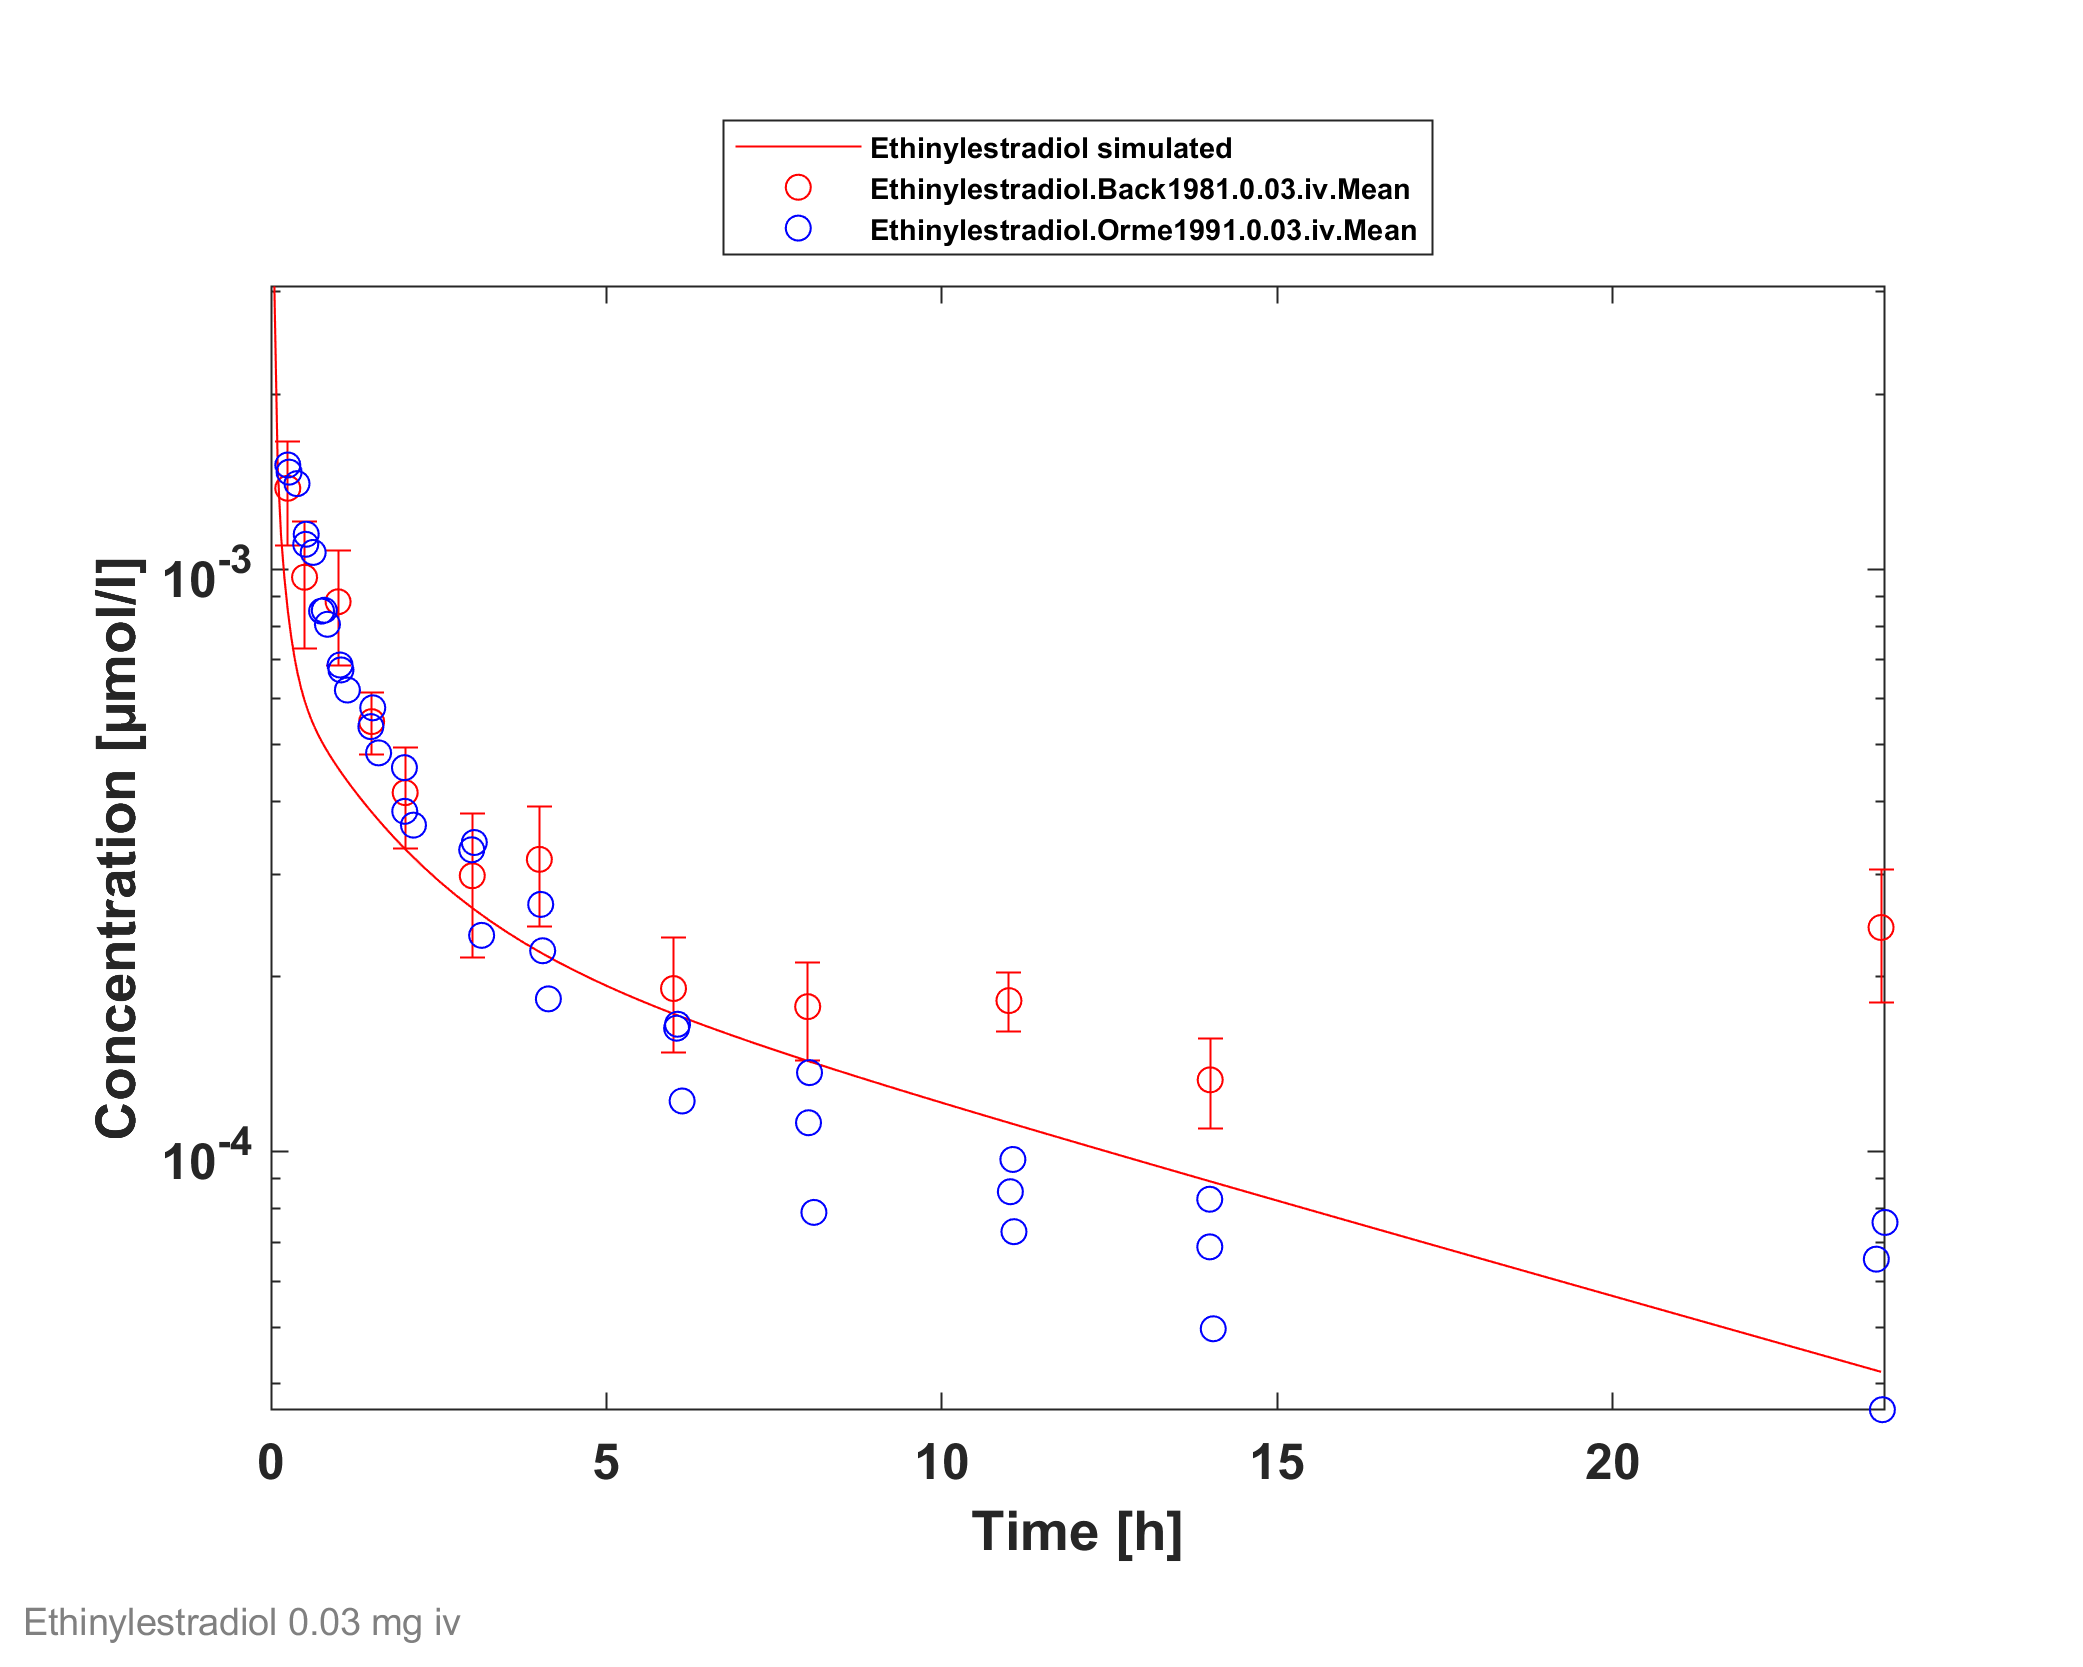 Ethinylestradiol simulated
Ethinylestradiol.Back1981.0.03.iv.Mean
Ethinylestradiol.Orme1991.0.03.iv.Mean
Concentration [µmol/l]
10-3
10-4
0 5 10 15 20
Time [h]
Ethinylestradiol 0.03 mg iv